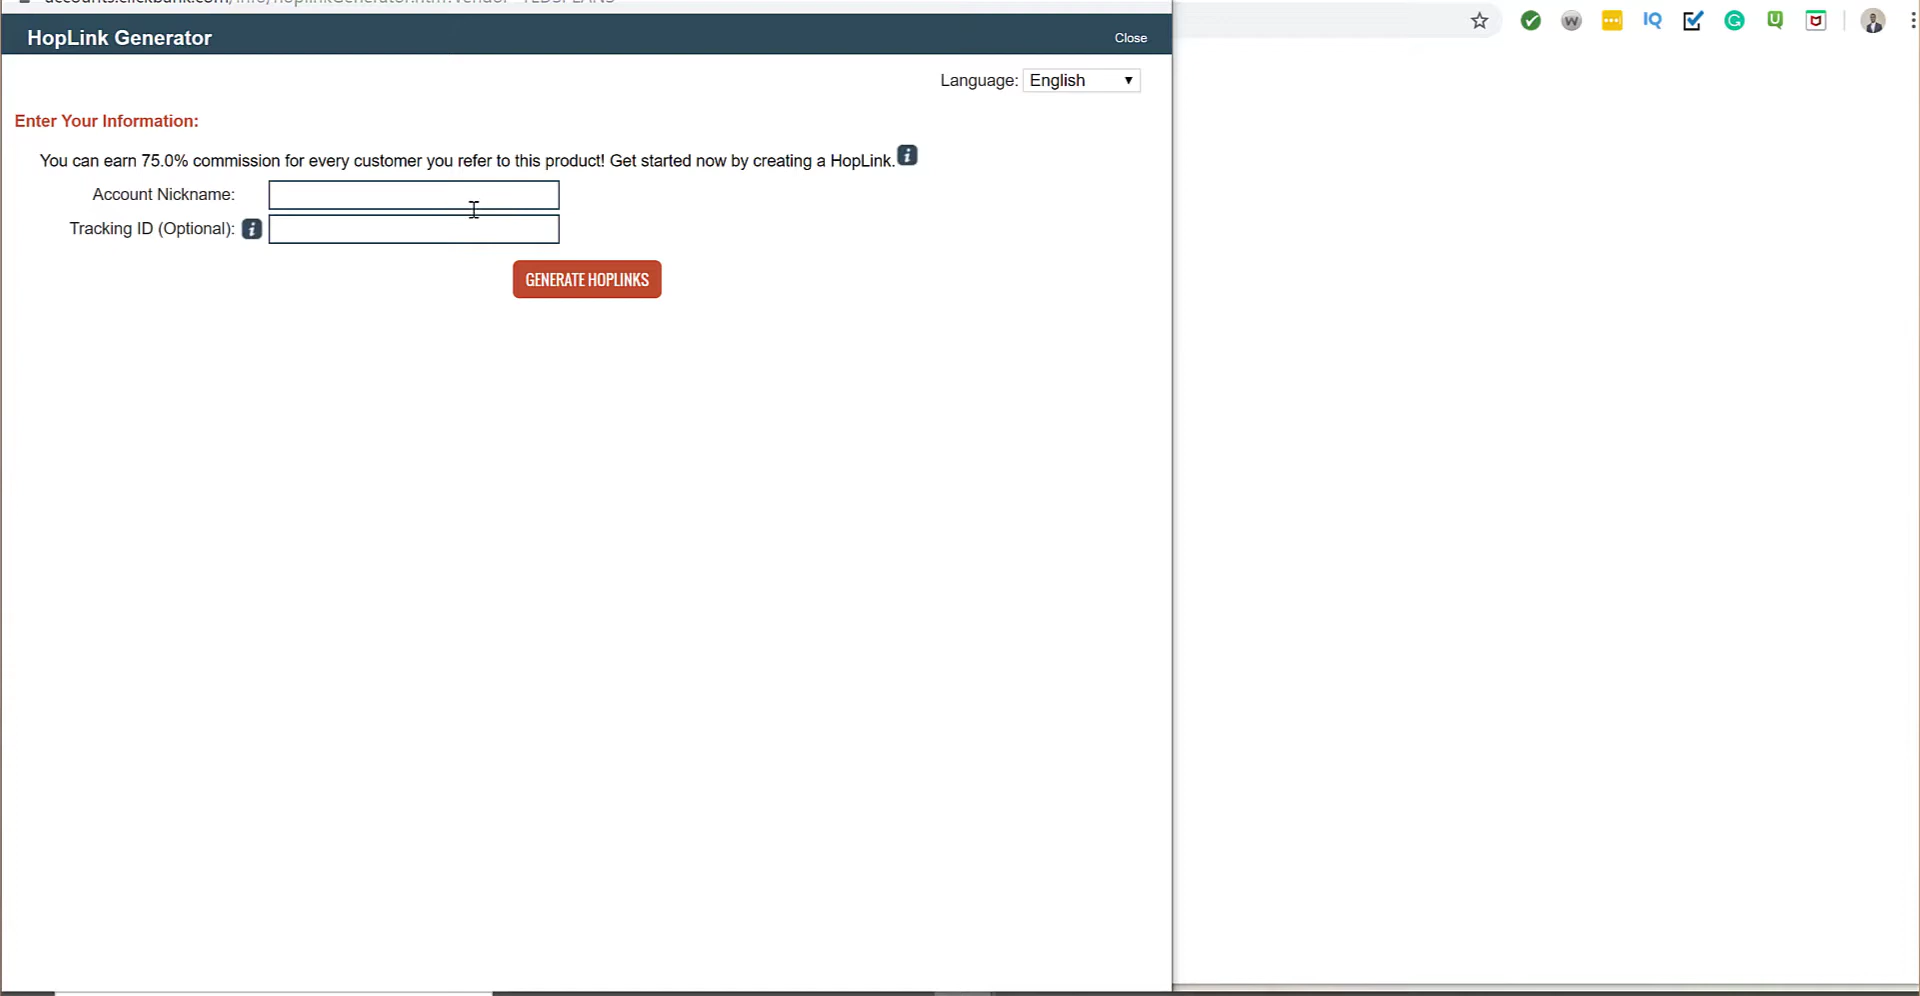 HopLink Generator
Close
Language: English
Enter Your Information:
You can earn 75.0% commission for every customer you refer to this product! Get started now by creating a HopLink.
Account Nickname:
Tracking ID (Optional):
GENERATE HOPLINKS